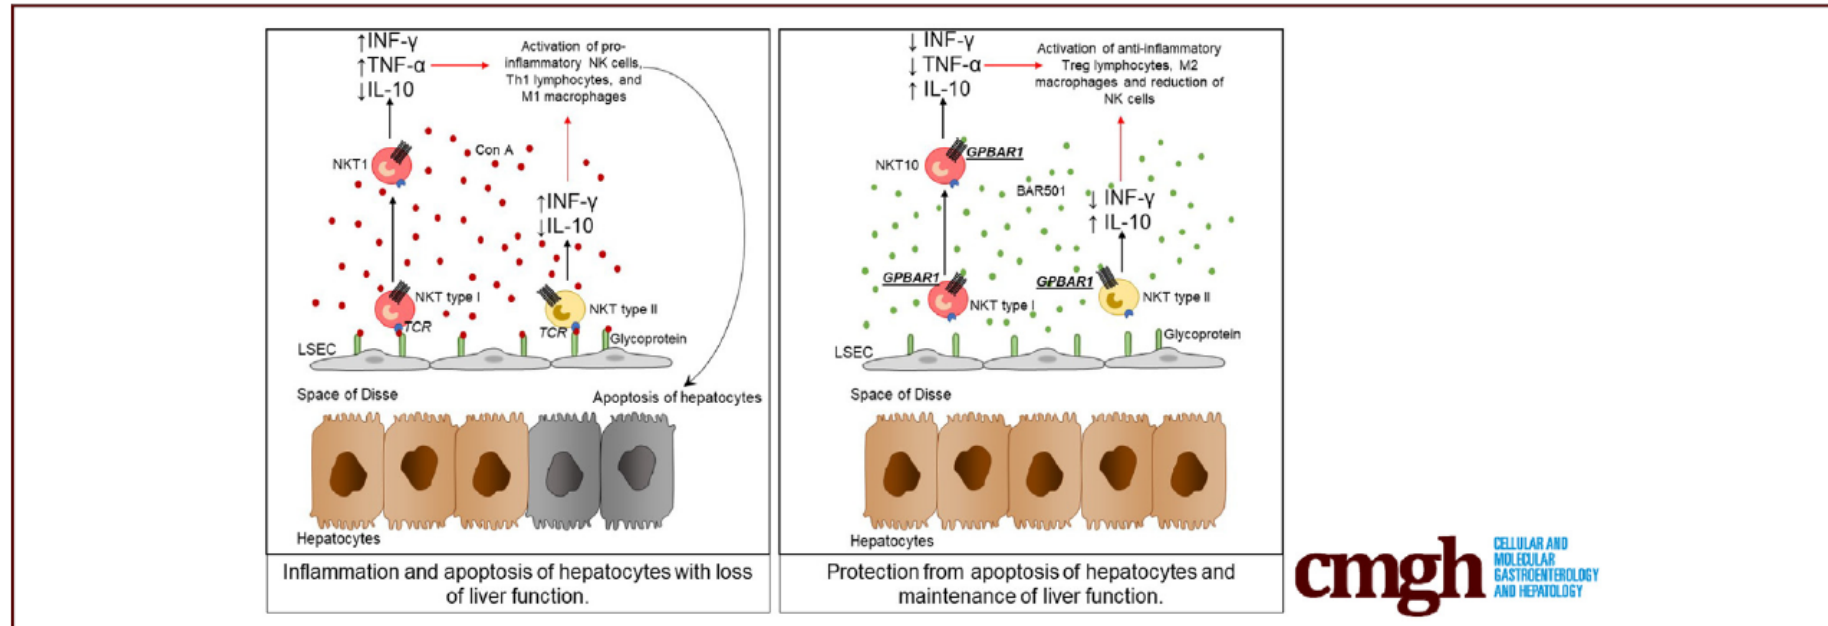 ↑INF-γ
↑TNF-α
↓IL-10
Activation of pro-
inflammatory NK cells,
Th1 lymphocytes, and
M1 macrophages
Con A
NKT1
↑INF-γ
↓IL-10
NKT type I
TCR
NKT type II
TCR
Glycoprotein
LSEC
Space of Disse
Apoptosis of hepatocytes
Hepatocytes
Inflammation and apoptosis of hepatocytes with loss
of liver function.
↓ INF-γ
↓ TNF-α
↑ IL-10
Activation of anti-inflammatory
Treg lymphocytes, M2
macrophages and reduction of
NK cells
NKT10
GPBAR1
BAR501
↓ INF-γ
↑ IL-10
GPBAR1
NKT type I
GPBAR1
NKT type II
Glycoprotein
LSEC
Space of Disse
Hepatocytes
Protection from apoptosis of hepatocytes and
maintenance of liver function.
cmgh
CELLULAR AND
MOLECULAR
GASTROENTEROLOGY
AND HEPATOLOGY